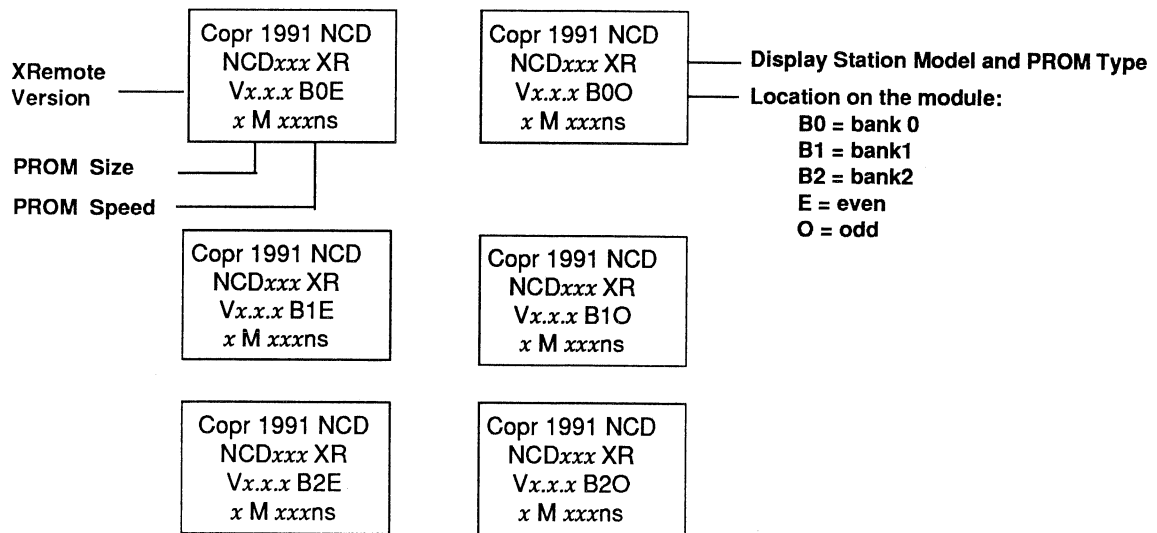 Copr 1991 NCD
NCDxxx XR
Vx.x.x B0E
x M xxxns
Copr 1991 NCD
NCDxxx XR
Vx.x.x B0O
x M xxxns
XRemote
Version
PROM Size
PROM Speed
Display Station Model and PROM Type
Location on the module:
B0 = bank 0
B1 = bank1
B2 = bank2
E = even
O = odd
Copr 1991 NCD
NCDxxx XR
Vx.x.x B1E
x M xxxns
Copr 1991 NCD
NCDxxx XR
Vx.x.x B1O
x M xxxns
Copr 1991 NCD
NCDxxx XR
Vx.x.x B2E
x M xxxns
Copr 1991 NCD
NCDxxx XR
Vx.x.x B2O
x M xxxns